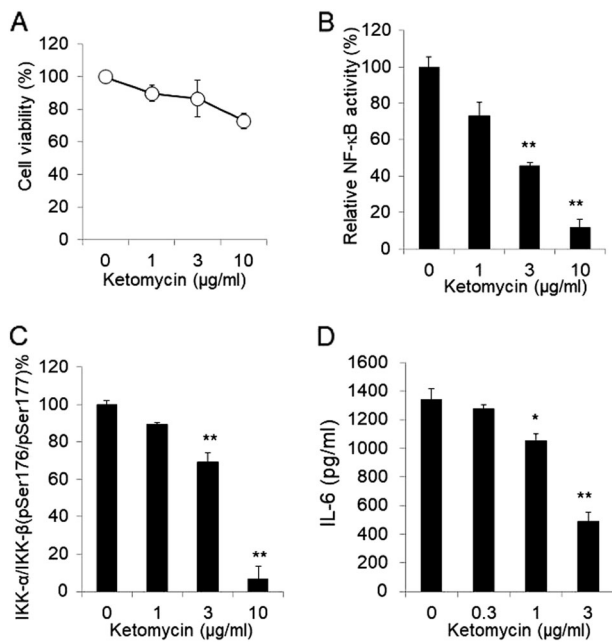 A
Cell viability (%)
120
100
80
60
40
20
0
0 1 3 10
Ketomycin (µg/ml)
B
Relative NF-κB activity (%)
120
100
80
60
40
20
0
**
**
0 1 3 10
Ketomycin (µg/ml)
C
IKK-α/IKK-β(pSer176/pSer177)%
120
100
80
60
40
20
0
**
**
0 1 3 10
Ketomycin (µg/ml)
D
IL-6 (pg/ml)
1600
1400
1200
1000
800
600
400
200
0
*
**
0 0.3 1 3
Ketomycin (µg/ml)